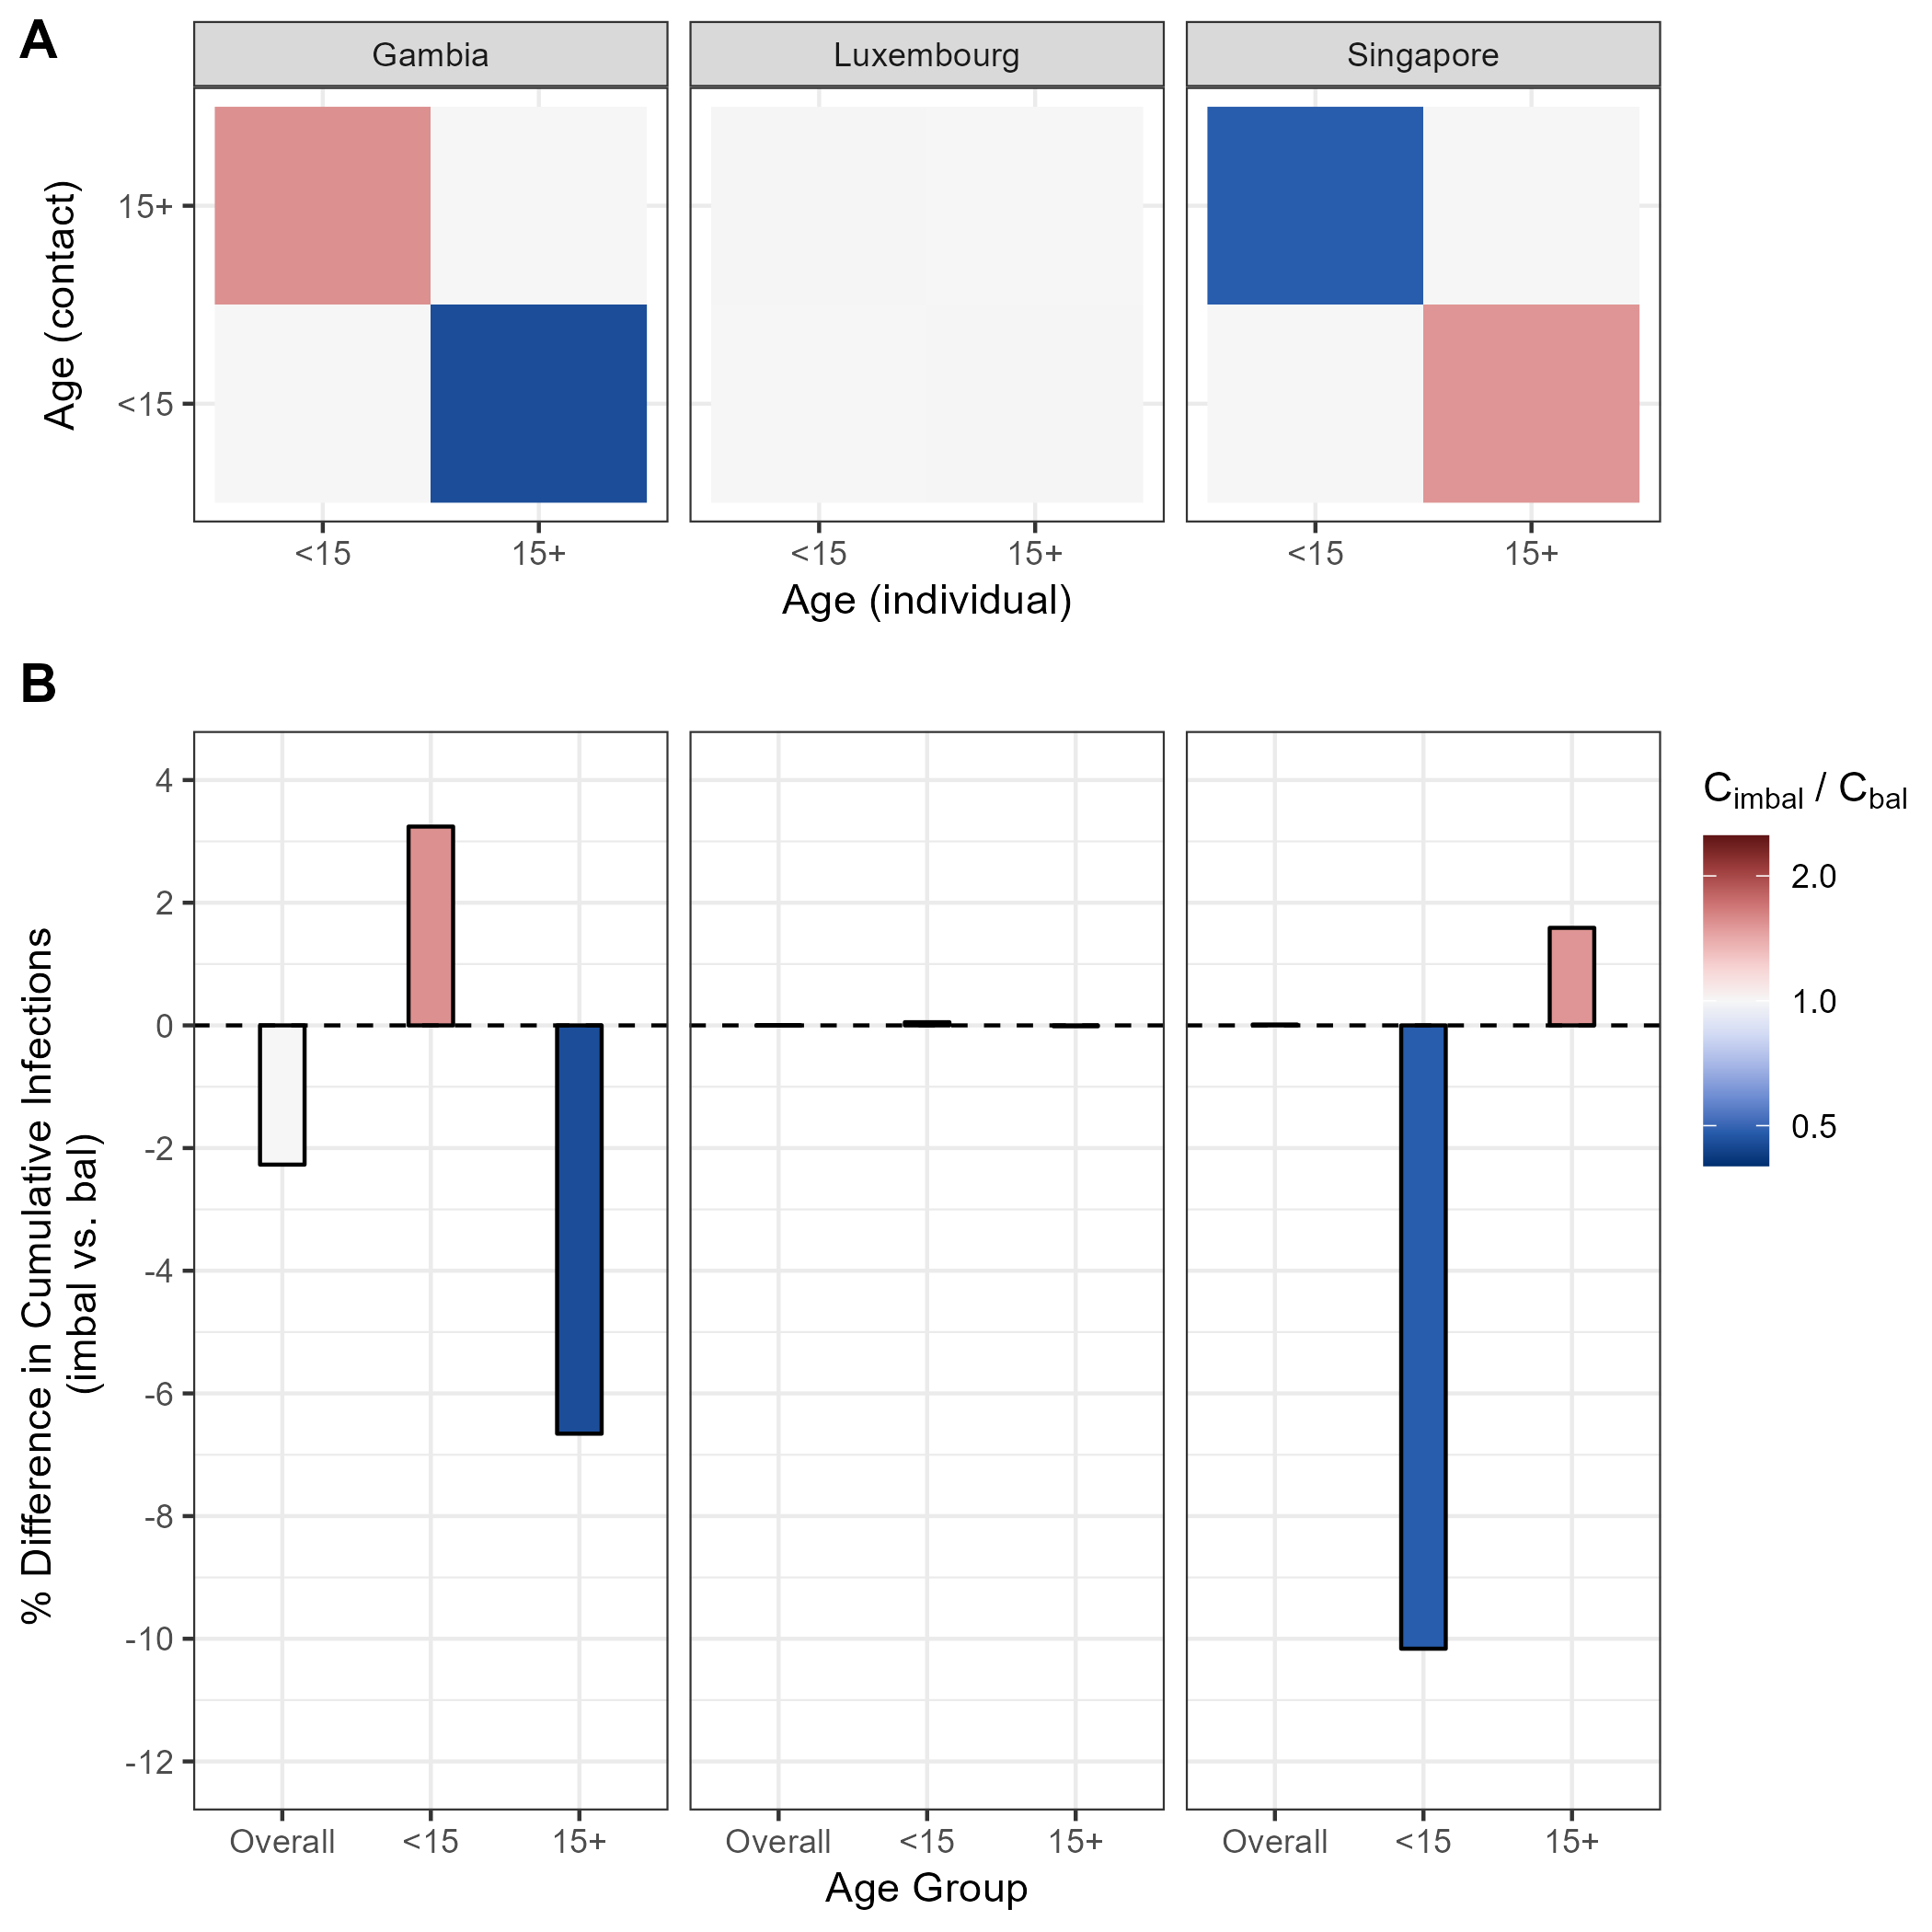 A
Gambia
Luxembourg
Singapore
Age (contact)
15+
<15
<15 15+
<15 15+
<15 15+
Age (individual)
B
% Difference in Cumulative Infections
(imbal vs. bal)
4
2
0
-2
-4
-6
-8
-10
-12
Overall <15 15+
Overall <15 15+
Overall <15 15+
Age Group
Cimbal / Cbal
2.0
1.0
0.5